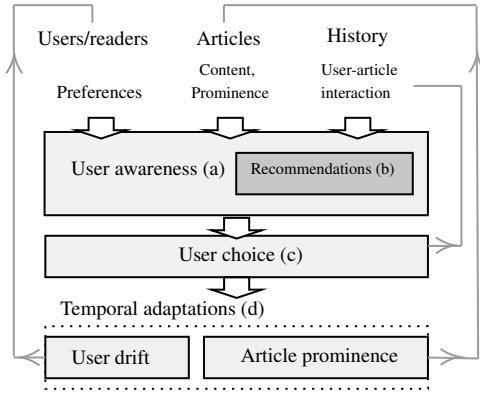 Users/readers
Articles
History
Preferences
Content,
Prominence
User-article
interaction
User awareness (a)
Recommendations (b)
User choice (c)
Temporal adaptations (d)
User drift
Article prominence